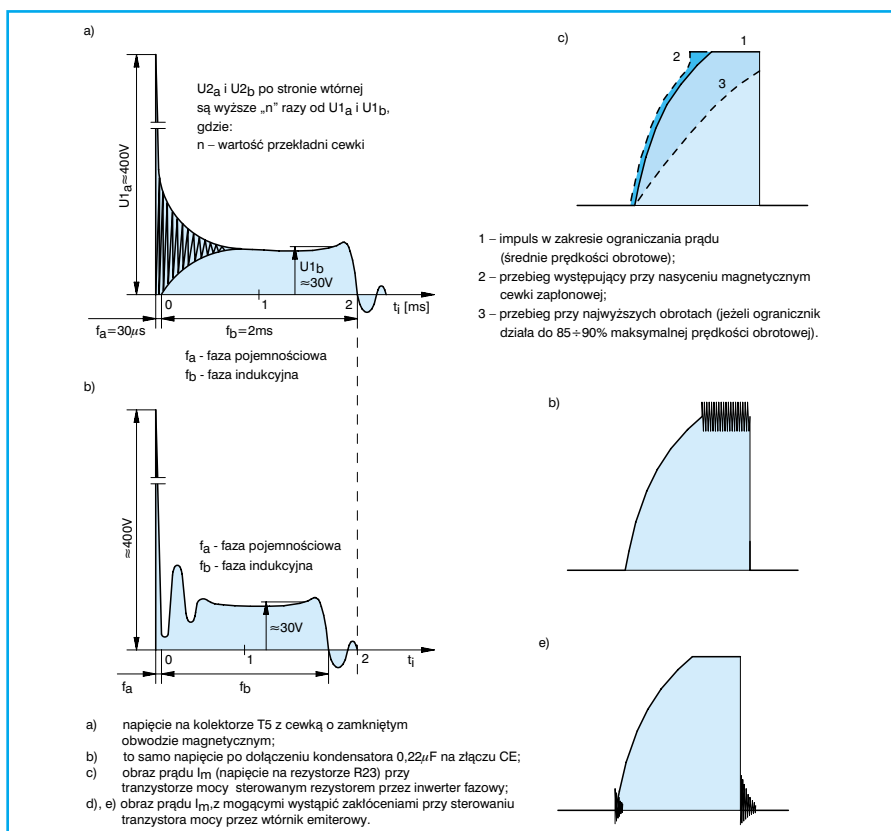 a)
U1a≈400V
U2a i U2b po stronie wtórnej
są wyższe „n” razy od U1a i U1b,
gdzie:
n – wartość przekładni cewki
U1b
≈30V
0
1
2
ti [ms]
fa=30µs
fb=2ms
fa - faza pojemnościowa
fb - faza indukcyjna
b)
≈400V
fa - faza pojemnościowa
fb - faza indukcyjna
≈30V
0
1
2
ti
fa
fb
a) napięcie na kolektorze T5 z cewką o zamkniętym
obwodzie magnetycznym;
b) to samo napięcie po dołączeniu kondensatora 0,22µF na złączu CE;
c) obraz prądu Im (napięcie na rezystorze R23) przy
tranzystorze mocy sterowanym rezystorem przez inwerter fazowy;
d), e) obraz prądu Im,z mogącymi wystąpić zakłóceniami przy sterowaniu
tranzystora mocy przez wtórnik emiterowy.
c)
1
2
3
1 – impuls w zakresie ograniczania prądu
(średnie prędkości obrotowe);
2 – przebieg występujący przy nasyceniu magnetycznym
cewki zapłonowej;
3 – przebieg przy najwyższych obrotach (jeżeli ogranicznik
działa do 85÷90% maksymalnej prędkości obrotowej).
b)
e)